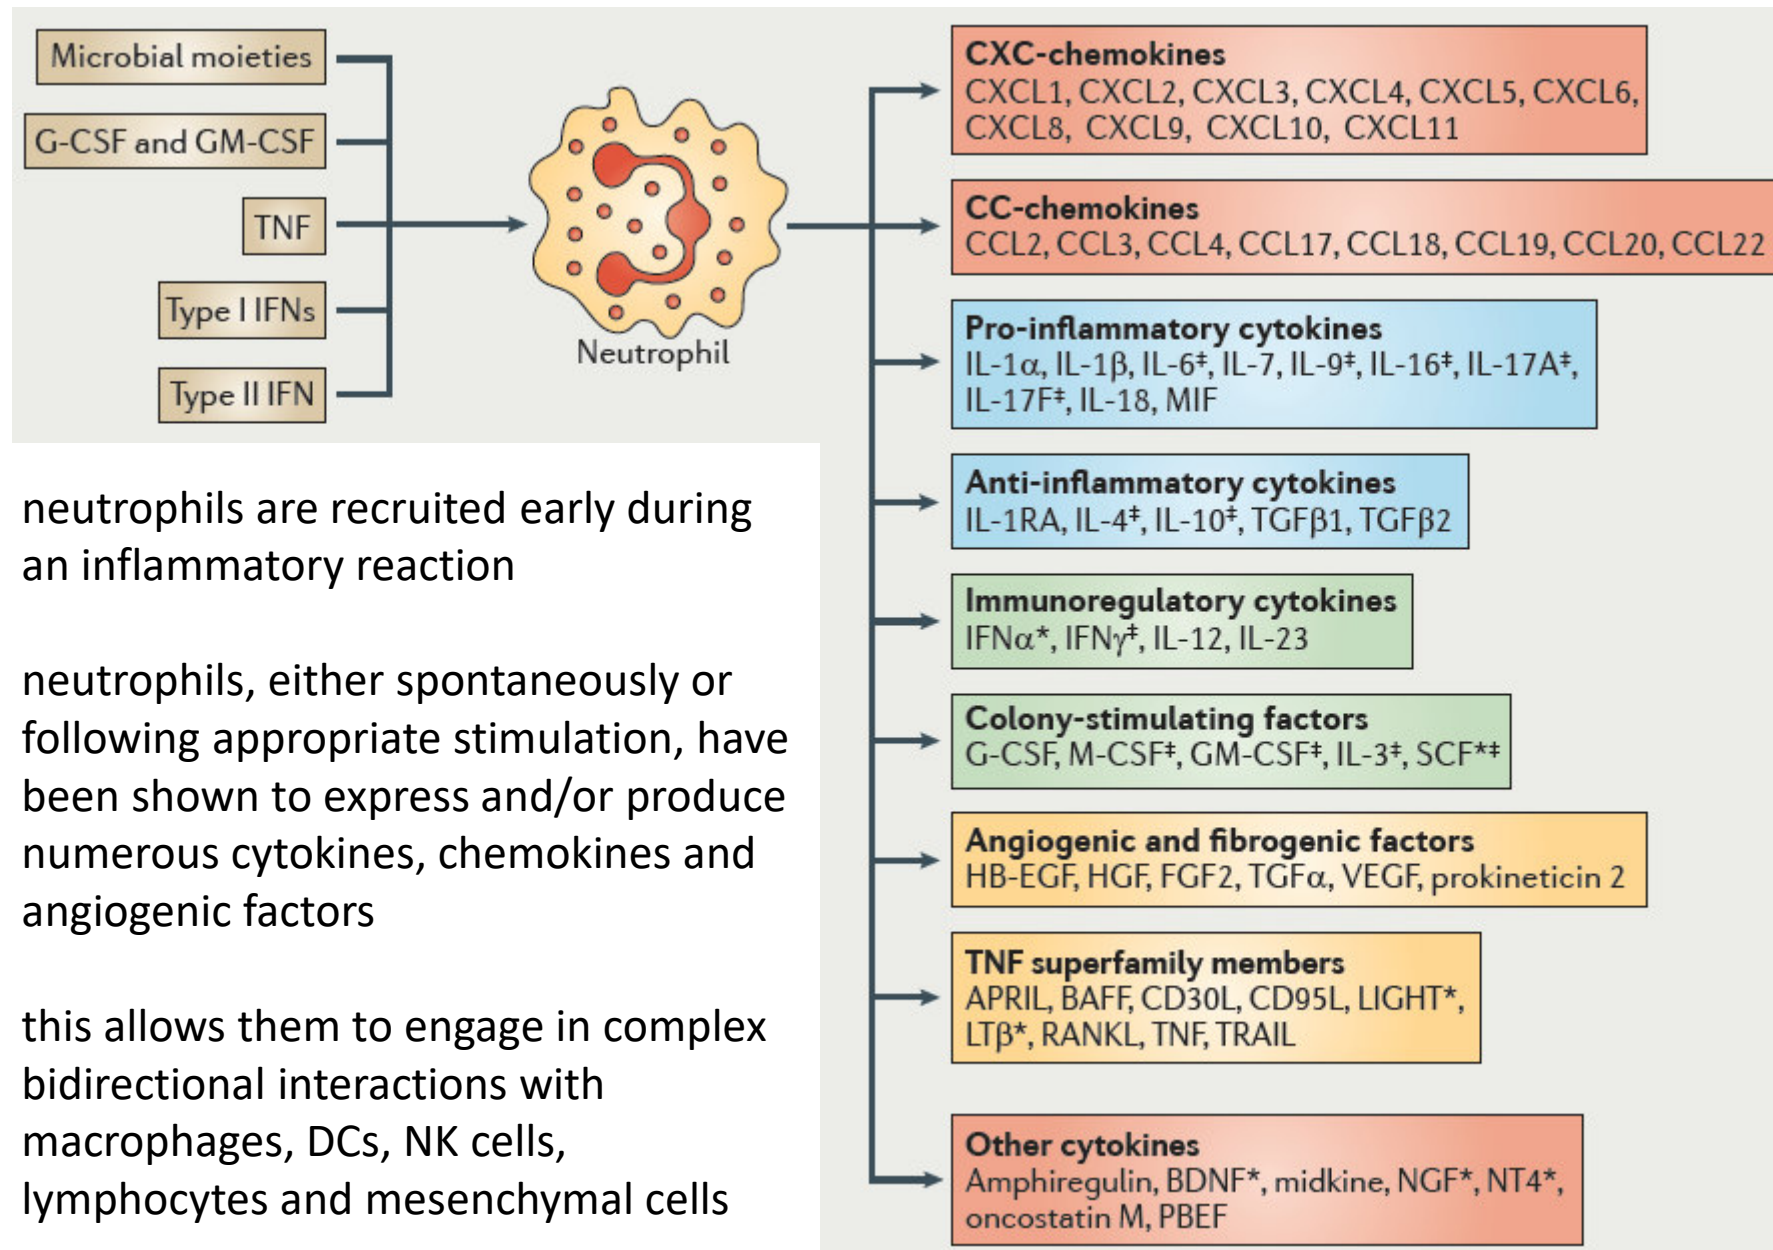 Microbial moieties
G-CSF and GM-CSF
TNF
Type I IFNs
Type II IFN
Neutrophil
CXC-chemokines
CXCL1, CXCL2, CXCL3, CXCL4, CXCL5, CXCL6,
CXCL8, CXCL9, CXCL10, CXCL11
CC-chemokines
CCL2, CCL3, CCL4, CCL17, CCL18, CCL19, CCL20, CCL22
Pro-inflammatory cytokines
IL-1α, IL-1β, IL-6‡, IL-7, IL-9‡, IL-16‡, IL-17A‡,
IL-17F‡, IL-18, MIF
Anti-inflammatory cytokines
IL-1RA, IL-4‡, IL-10‡, TGFβ1, TGFβ2
Immunoregulatory cytokines
IFNα*, IFNγ‡, IL-12, IL-23
Colony-stimulating factors
G-CSF, M-CSF‡, GM-CSF‡, IL-3‡, SCF*‡
Angiogenic and fibrogenic factors
HB-EGF, HGF, FGF2, TGFα, VEGF, prokineticin 2
TNF superfamily members
APRIL, BAFF, CD30L, CD95L, LIGHT*,
LTβ*, RANKL, TNF, TRAIL
Other cytokines
Amphiregulin, BDNF*, midkine, NGF*, NT4*,
oncostatin M, PBEF
neutrophils are recruited early during
an inflammatory reaction
neutrophils, either spontaneously or
following appropriate stimulation, have
been shown to express and/or produce
numerous cytokines, chemokines and
angiogenic factors
this allows them to engage in complex
bidirectional interactions with
macrophages, DCs, NK cells,
lymphocytes and mesenchymal cells